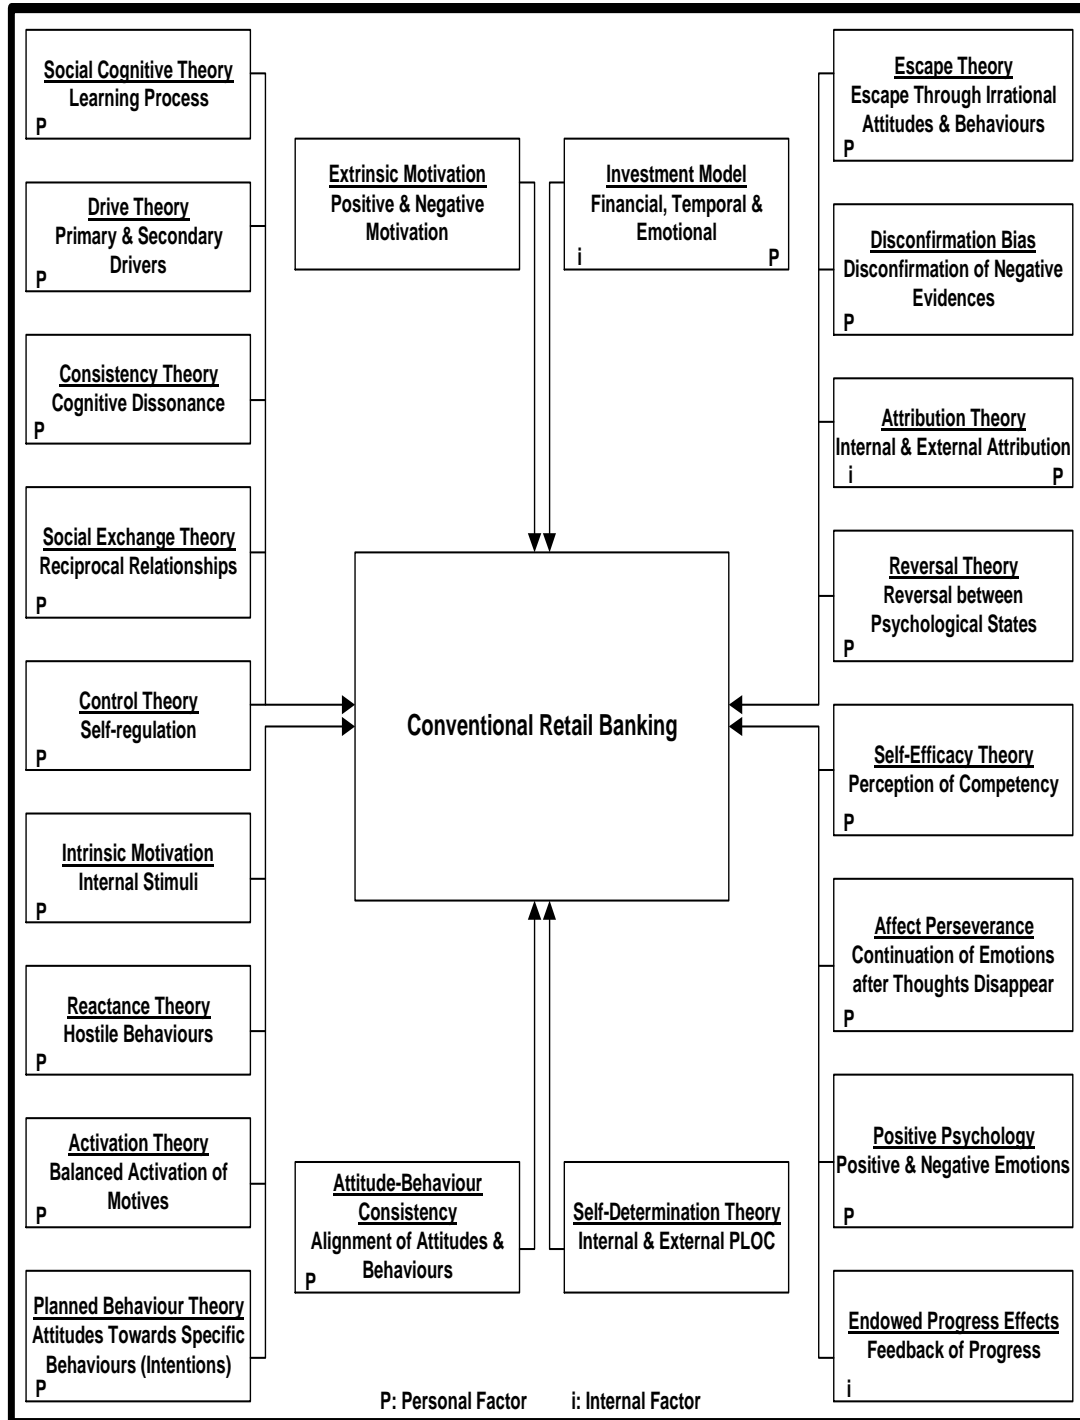 Social Cognitive Theory
Learning Process
P
Drive Theory
Primary & Secondary
Drivers
P
Consistency Theory
Cognitive Dissonance
P
Social Exchange Theory
Reciprocal Relationships
P
Control Theory
Self-regulation
P
Intrinsic Motivation
Internal Stimuli
P
Reactance Theory
Hostile Behaviours
P
Activation Theory
Balanced Activation of
Motives
P
Planned Behaviour Theory
Attitudes Towards Specific
Behaviours (Intentions)
P
Extrinsic Motivation
Positive & Negative
Motivation
Investment Model
Financial, Temporal &
Emotional
i P
Conventional Retail Banking
Attitude-Behaviour
Consistency
Alignment of Attitudes &
Behaviours
P
Self-Determination Theory
Internal & External PLOC
Escape Theory
Escape Through Irrational
Attitudes & Behaviours
P
Disconfirmation Bias
Disconfirmation of Negative
Evidences
P
Attribution Theory
Internal & External Attribution
i P
Reversal Theory
Reversal between
Psychological States
P
Self-Efficacy Theory
Perception of Competency
P
Affect Perseverance
Continuation of Emotions
after Thoughts Disappear
P
Positive Psychology
Positive & Negative Emotions
P
Endowed Progress Effects
Feedback of Progress
i
P: Personal Factor i: Internal Factor